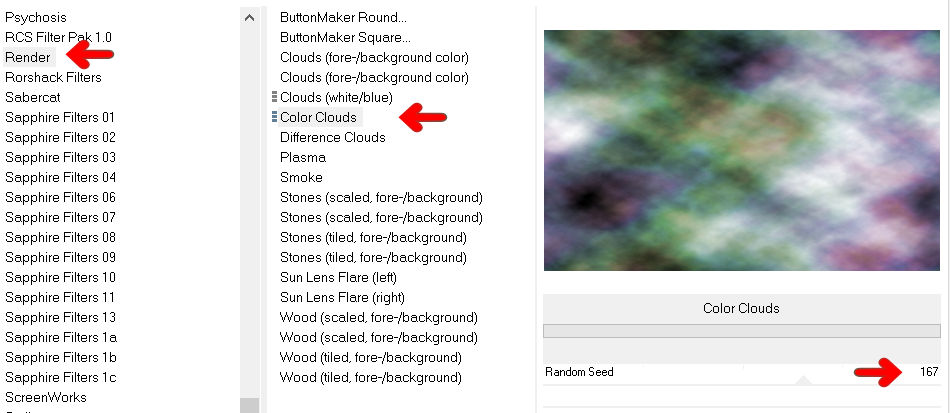 Psychosis
RCS Filter Pak 1.0
Render
Rorshack Filters
Sabercat
Sapphire Filters 01
Sapphire Filters 02
Sapphire Filters 03
Sapphire Filters 04
Sapphire Filters 06
Sapphire Filters 07
Sapphire Filters 08
Sapphire Filters 09
Sapphire Filters 10
Sapphire Filters 11
Sapphire Filters 13
Sapphire Filters 1a
Sapphire Filters 1b
Sapphire Filters 1c
ScreenWorks
ButtonMaker Round...
ButtonMaker Square...
Clouds (fore-/background color)
Clouds (fore-/background color)
Clouds (white/blue)
Color Clouds
Difference Clouds
Plasma
Smoke
Stones (scaled, fore-/background)
Stones (scaled, fore-/background)
Stones (tiled, fore-/background)
Stones (tiled, fore-/background)
Sun Lens Flare (left)
Sun Lens Flare (right)
Wood (scaled, fore-/background)
Wood (scaled, fore-/background)
Wood (tiled, fore-/background)
Wood (tiled, fore-/background)
Color Clouds
Random Seed 167